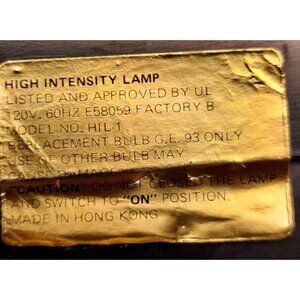 HIGH INTENSITY LAMP
LISTED AND APPROVED BY UL
120V. 60HZ E58059 FACTORY B
MODEL NO. HIL-1
REPLACEMENT BULB G.E. 93 ONLY
USE OF OTHER BULB MAY
CAUSE DAMAGE
"CAUTION" DO NOT CLOSED THE LAMP
AND SWITCH TO "ON" POSITION.
MADE IN HONG KONG